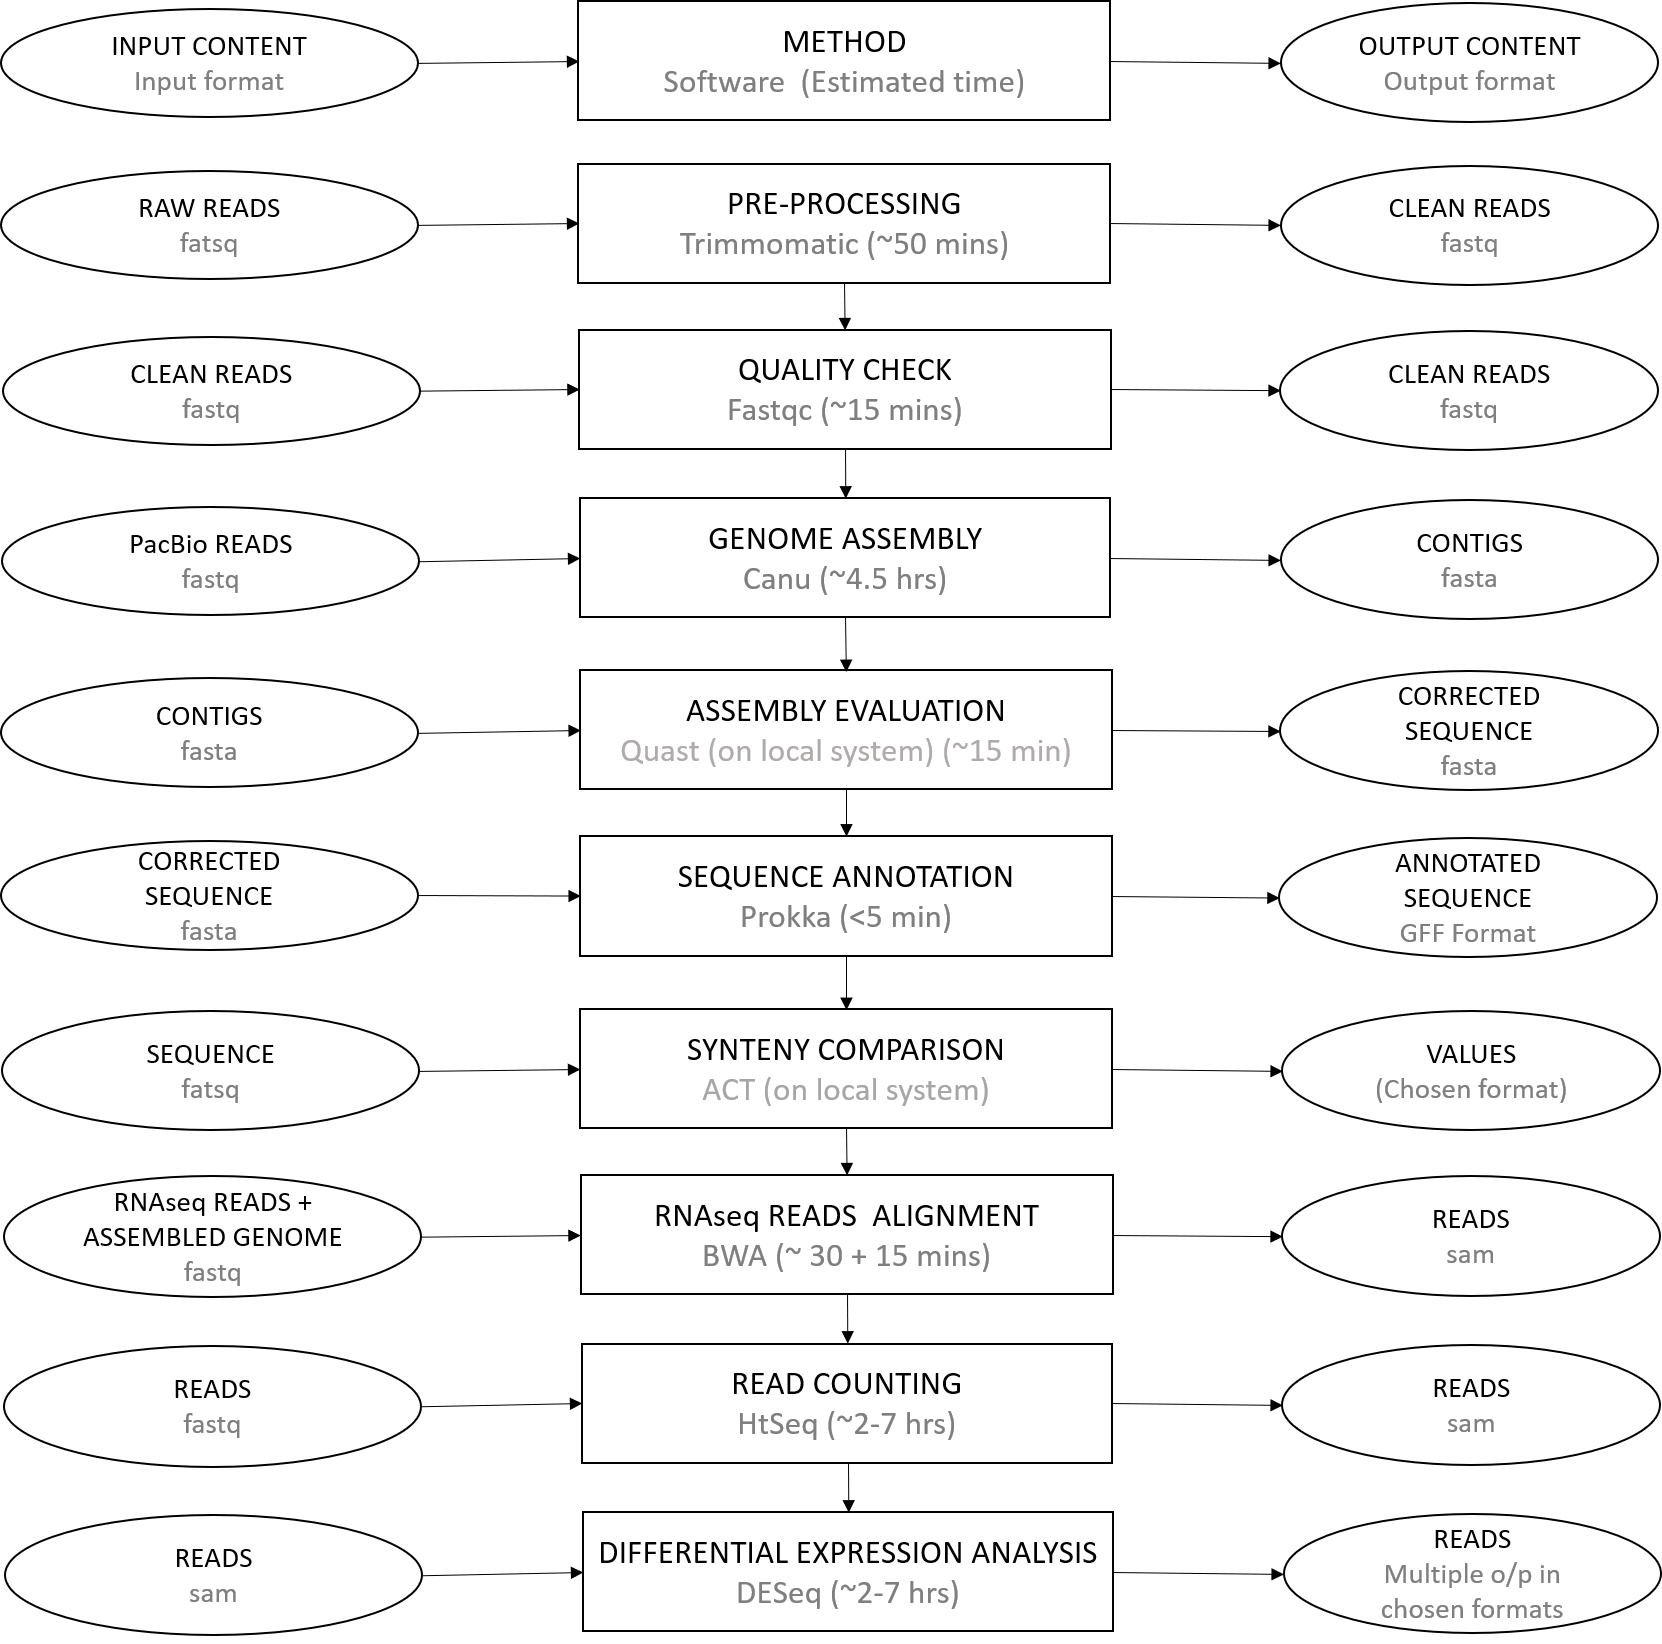 INPUT CONTENT
Input format
METHOD
Software  (Estimated time)
OUTPUT CONTENT
Output format
RAW READS
fatsq
PRE-PROCESSING
Trimmomatic (~50 mins)
CLEAN READS
fastq
CLEAN READS
fastq
QUALITY CHECK
Fastqc (~15 mins)
CLEAN READS
fastq
PacBio READS
fastq
GENOME ASSEMBLY
Canu (~4.5 hrs)
CONTIGS
fasta
CONTIGS
fasta
ASSEMBLY EVALUATION
Quast (on local system) (~15 min)
CORRECTED
SEQUENCE
fasta
CORRECTED
SEQUENCE
fasta
SEQUENCE ANNOTATION
Prokka (<5 min)
ANNOTATED
SEQUENCE
GFF Format
SEQUENCE
fatsq
SYNTENY COMPARISON
ACT (on local system)
VALUES
(Chosen format)
RNAseq READS +
ASSEMBLED GENOME
fastq
RNAseq READS  ALIGNMENT
BWA (~ 30 + 15 mins)
READS
sam
READS
fastq
READ COUNTING
HtSeq (~2-7 hrs)
READS
sam
READS
sam
DIFFERENTIAL EXPRESSION ANALYSIS
DESeq (~2-7 hrs)
READS
Multiple o/p in
chosen formats